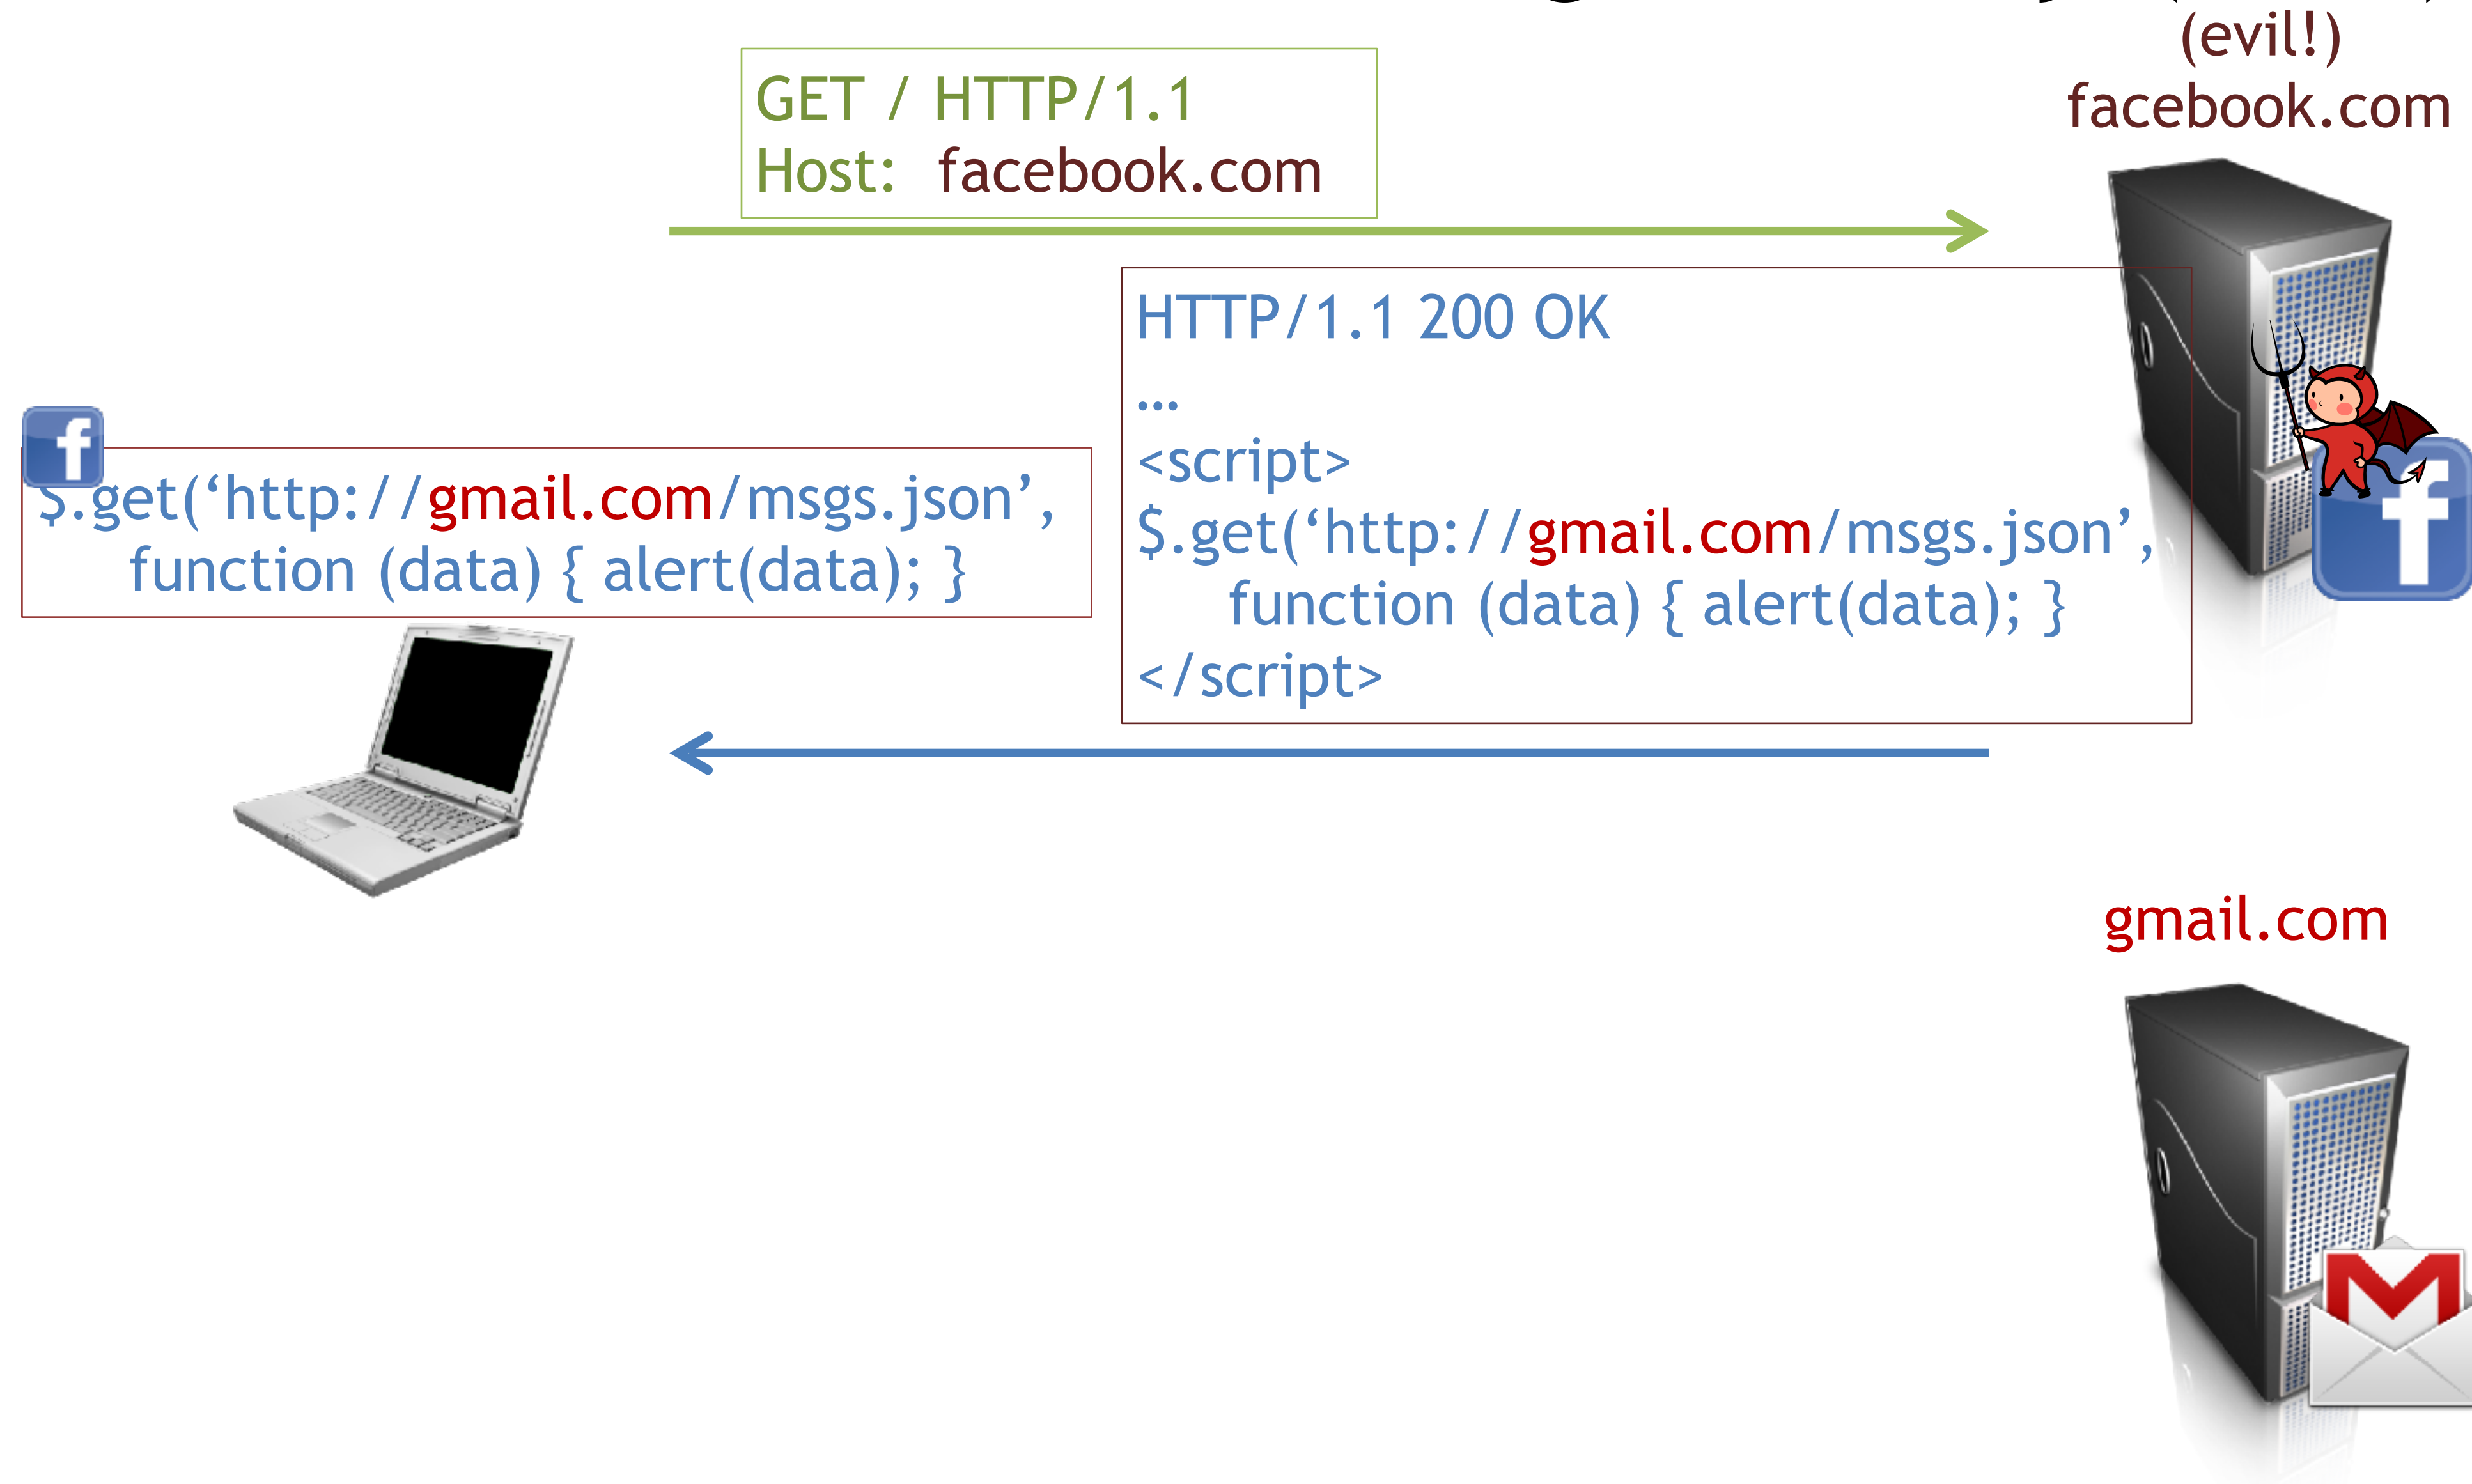 (evil!)
facebook.com
GET / HTTP/1.1
Host: facebook.com
HTTP/1.1 200 OK
…
<script>
$.get(‘http://gmail.com/msgs.json’,
function (data) { alert(data); }
</script>
$.get(‘http://gmail.com/msgs.json’,
function (data) { alert(data); }
gmail.com